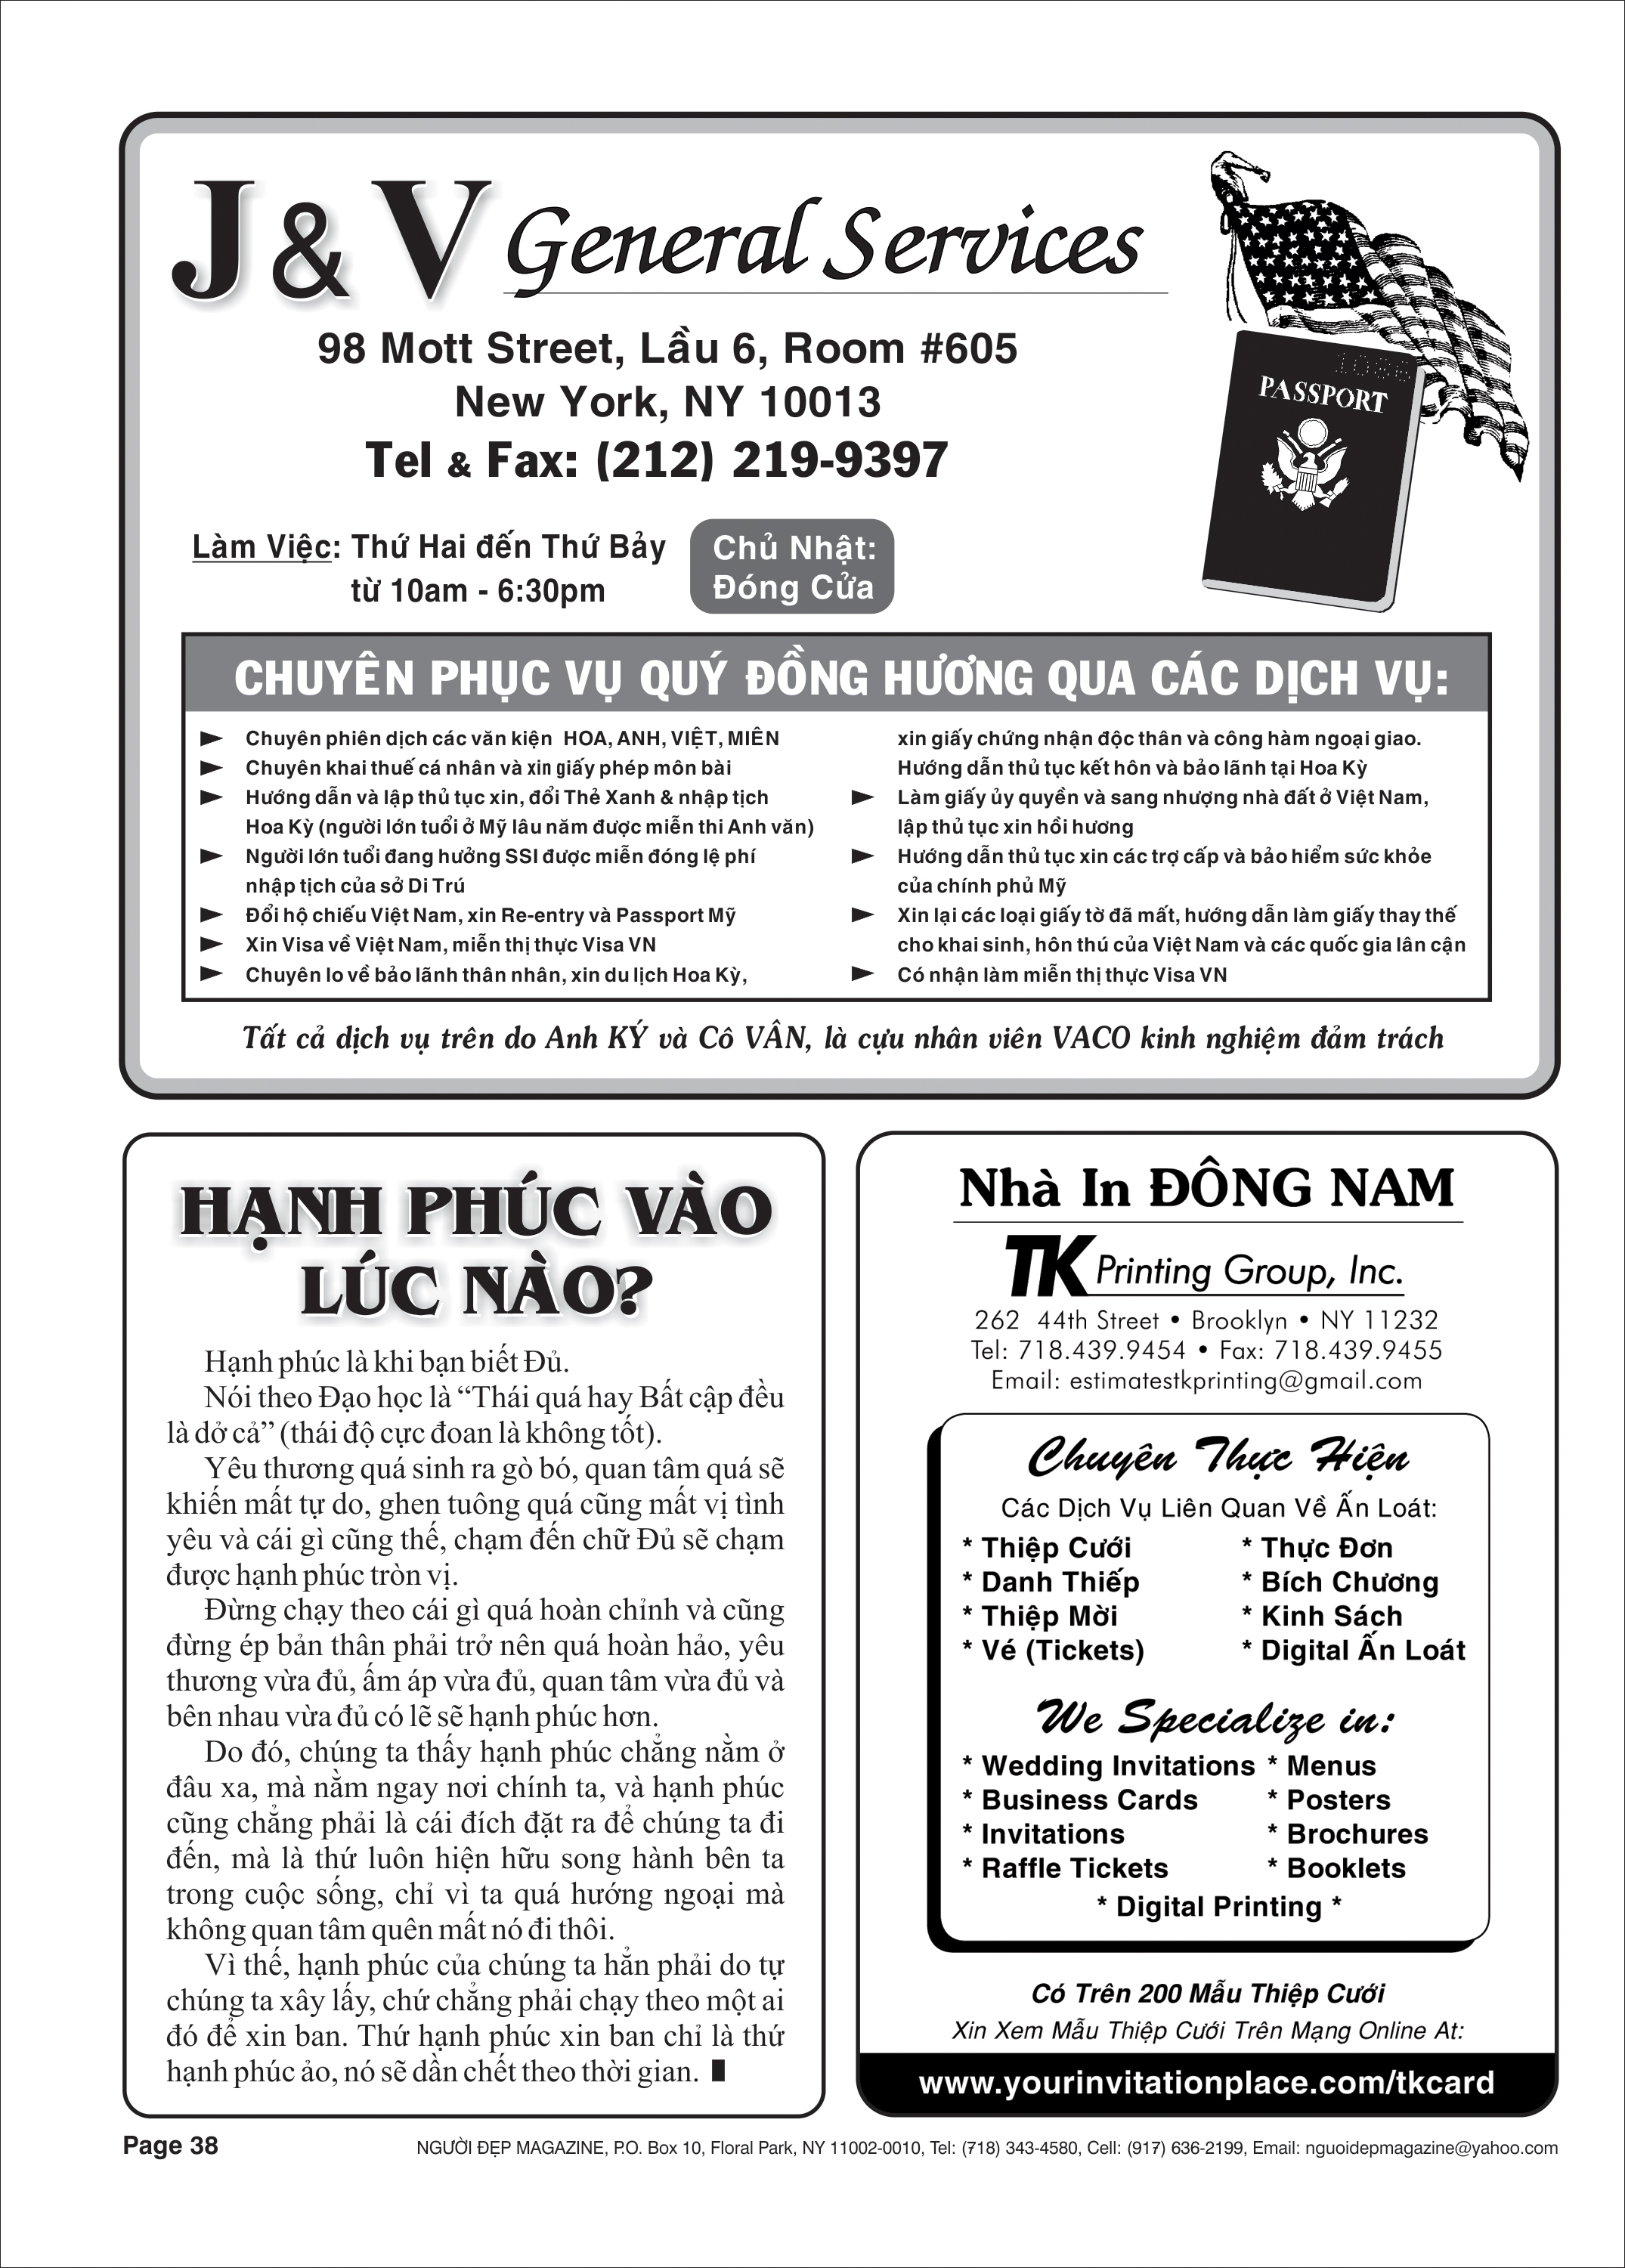 J & V General Services
98 Mott Street, Lầu 6, Room #605
New York, NY 10013
Tel & Fax: (212) 219-9397
Làm Việc: Thứ Hai đến Thứ Bảy
từ 10am - 6:30pm
Chủ Nhật:
Đóng Cửa
PASSPORT
CHUYÊN PHỤC VỤ QUÝ ĐỒNG HƯƠNG QUA CÁC DỊCH VỤ:
► Chuyên phiên dịch các văn kiện HOA, ANH, VIỆT, MIÊN
► Chuyên khai thuế cá nhân và xin giấy phép môn bài
► Hướng dẫn và lập thủ tục xin, đổi Thẻ Xanh & nhập tịch
Hoa Kỳ (người lớn tuổi ở Mỹ lâu năm được miễn thi Anh văn)
► Người lớn tuổi đang hưởng SSI được miễn đóng lệ phí
nhập tịch của sở Di Trú
► Đổi hộ chiếu Việt Nam, xin Re-entry và Passport Mỹ
► Xin Visa về Việt Nam, miễn thị thực Visa VN
► Chuyên lo về bảo lãnh thân nhân, xin du lịch Hoa Kỳ,
xin giấy chứng nhận độc thân và công hàm ngoại giao.
Hướng dẫn thủ tục kết hôn và bảo lãnh tại Hoa Kỳ
► Làm giấy ủy quyền và sang nhượng nhà đất ở Việt Nam,
lập thủ tục xin hồi hương
► Hướng dẫn thủ tục xin các trợ cấp và bảo hiểm sức khỏe
của chính phủ Mỹ
► Xin lại các loại giấy tờ đã mất, hướng dẫn làm giấy thay thế
cho khai sinh, hôn thú của Việt Nam và các quốc gia lân cận
► Có nhận làm miễn thị thực Visa VN
Tất cả dịch vụ trên do Anh KÝ và Cô VÂN, là cựu nhân viên VACO kinh nghiệm đảm trách
HẠNH PHÚC VÀO
LÚC NÀO?
Hạnh phúc là khi bạn biết Đủ.
Nói theo Đạo học là “Thái quá hay Bất cập đều
là dở cả” (thái độ cực đoan là không tốt).
Yêu thương quá sinh ra gò bó, quan tâm quá sẽ
khiến mất tự do, ghen tuông quá cũng mất vị tình
yêu và cái gì cũng thế, chạm đến chữ Đủ sẽ chạm
được hạnh phúc tròn vị.
Đừng chạy theo cái gì quá hoàn chỉnh và cũng
đừng ép bản thân phải trở nên quá hoàn hảo, yêu
thương vừa đủ, ấm áp vừa đủ, quan tâm vừa đủ và
bên nhau vừa đủ có lẽ sẽ hạnh phúc hơn.
Do đó, chúng ta thấy hạnh phúc chẳng nằm ở
đâu xa, mà nằm ngay nơi chính ta, và hạnh phúc
cũng chẳng phải là cái đích đặt ra để chúng ta đi
đến, mà là thứ luôn hiện hữu song hành bên ta
trong cuộc sống, chỉ vì ta quá hướng ngoại mà
không quan tâm quên mất nó đi thôi.
Vì thế, hạnh phúc của chúng ta hẳn phải do tự
chúng ta xây lấy, chứ chẳng phải chạy theo một ai
đó để xin ban. Thứ hạnh phúc xin ban chỉ là thứ
hạnh phúc ảo, nó sẽ dần chết theo thời gian.
Nhà In ĐÔNG NAM
TK Printing Group, Inc.
262 44th Street • Brooklyn • NY 11232
Tel: 718.439.9454 • Fax: 718.439.9455
Email: estimatestkprinting@gmail.com
Chuyên Thực Hiện
Các Dịch Vụ Liên Quan Về Ấn Loát:
* Thiệp Cưới * Thực Đơn
* Danh Thiếp * Bích Chương
* Thiệp Mời * Kinh Sách
* Vé (Tickets) * Digital Ấn Loát
We Specialize in:
* Wedding Invitations * Menus
* Business Cards * Posters
* Invitations * Brochures
* Raffle Tickets * Booklets
* Digital Printing *
Có Trên 200 Mẫu Thiệp Cưới
Xin Xem Mẫu Thiệp Cưới Trên Mạng Online At:
www.yourinvitationplace.com/tkcard
Page 38
NGƯỜI ĐẸP MAGAZINE, P.O. Box 10, Floral Park, NY 11002-0010, Tel: (718) 343-4580, Cell: (917) 636-2199, Email: nguoidepmagazine@yahoo.com